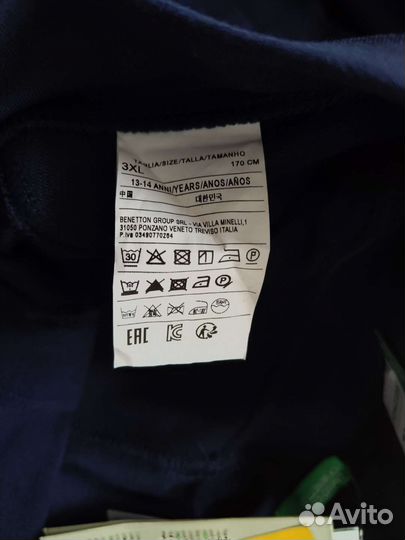 TAGLIA/SIZE/TALLA/TAMANHO
3XL 170 CM
13-14 ANNI/YEARS/ANOS/AÑOS
中国 대한민국
BENETTON GROUP SRL - VIA VILLA MINELLI,1
31050 PONZANO VENETO TREVISO ITALIA
P.iva 03490770264
30
EAC KC
Avito